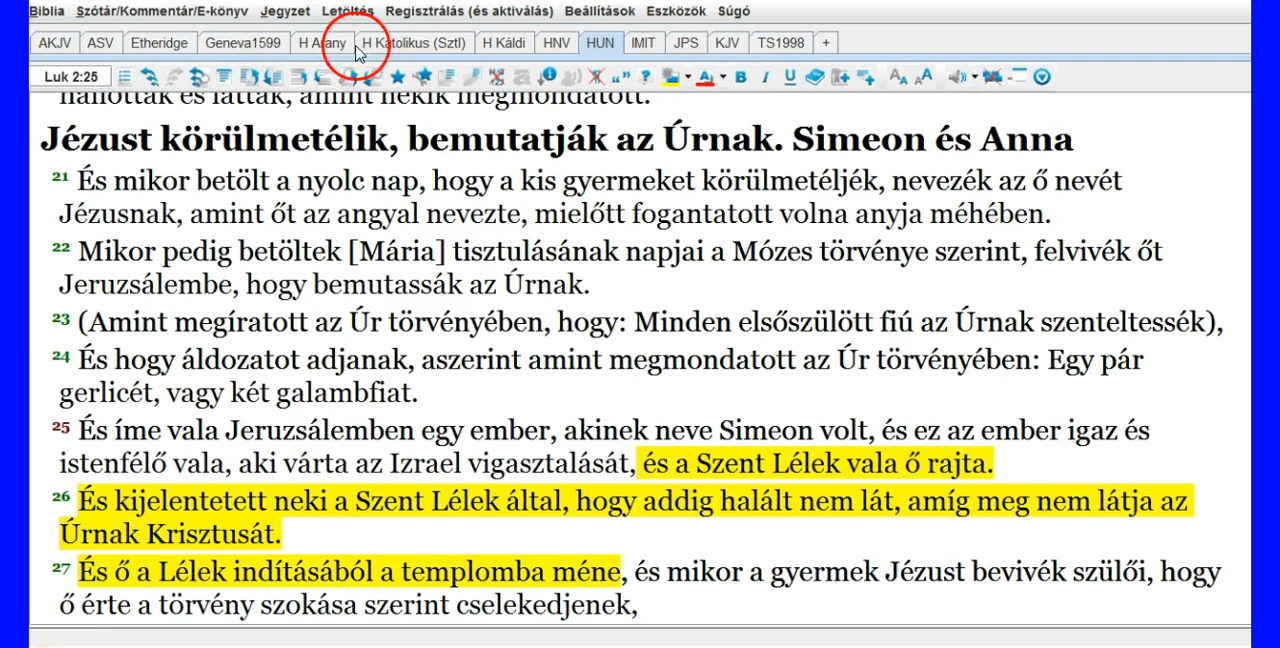 Biblia Szótár/Kommentár/E-könyv Jegyzet Letöltés Regisztrálás (és aktiválás) Beállítások Eszközök Súgó
AKJV ASV Etheridge Geneva1599 H Arany H Katolikus (Sztl) H Káldi HNV HUN IMIT JPS KJV TS1998 +
Luk 2:25
hallottak és láttak, amint nekik megmondatott.
Jézust körülmetélik, bemutatják az Úrnak. Simeon és Anna
21 És mikor betölt a nyolc nap, hogy a kis gyermeket körülmetéljék, nevezék az ő nevét
Jézusnak, amint őt az angyal nevezte, mielőtt fogantatott volna anyja méhében.
22 Mikor pedig betöltek [Mária] tisztulásának napjai a Mózes törvénye szerint, felvivék őt
Jeruzsálembe, hogy bemutassák az Úrnak.
23 (Amint megíratott az Úr törvényében, hogy: Minden elsőszülött fiú az Úrnak szenteltessék),
24 És hogy áldozatot adjanak, aszerint amint megmondatott az Úr törvényében: Egy pár
gerlicét, vagy két galambfiat.
25 És íme vala Jeruzsálemben egy ember, akinek neve Simeon volt, és ez az ember igaz és
istenfélő vala, aki várta az Izrael vigasztalását, és a Szent Lélek vala ő rajta.
26 És kijelentetett neki a Szent Lélek által, hogy addig halált nem lát, amíg meg nem látja az
Úrnak Krisztusát.
27 És ő a Lélek indításából a templomba méne, és mikor a gyermek Jézust bevivék szülői, hogy
ő érte a törvény szokása szerint cselekedjenek,